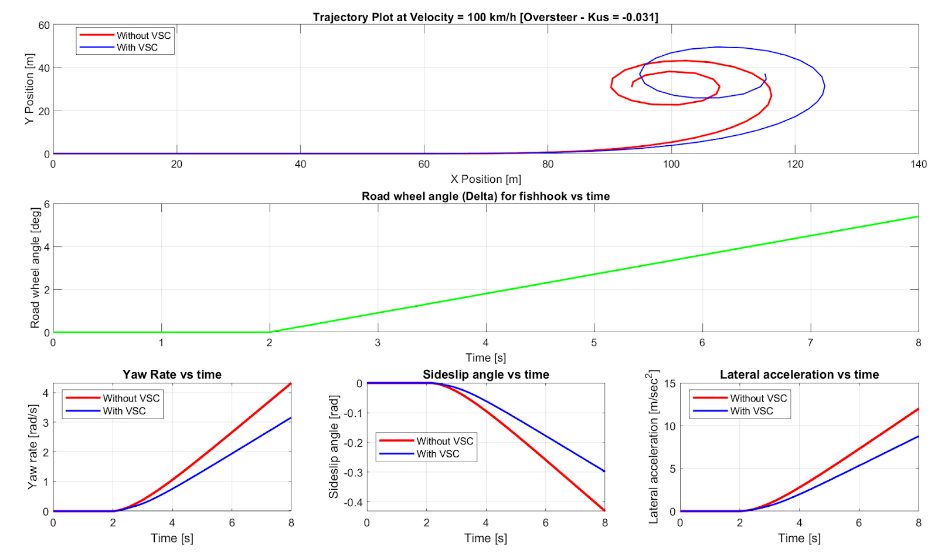 Trajectory Plot at Velocity = 100 km/h [Oversteer - Kus = -0.031]
Y Position [m]
60
40
20
0
Without VSC
With VSC
0 20 40 60 80 100 120 140
X Position [m]
Road wheel angle (Delta) for fishhook vs time
Road wheel angle [deg]
6
4
2
0
0 1 2 3 4 5 6 7 8
Time [s]
Yaw Rate vs time
Yaw rate [rad/s]
4
3
2
1
0
Without VSC
With VSC
0 2 4 6 8
Time [s]
Sideslip angle vs time
Sideslip angle [rad]
0
-0.1
-0.2
-0.3
-0.4
Without VSC
With VSC
0 2 4 6 8
Time [s]
Lateral acceleration vs time
Lateral acceleration [m/sec²]
15
10
5
0
Without VSC
With VSC
0 2 4 6 8
Time [s]